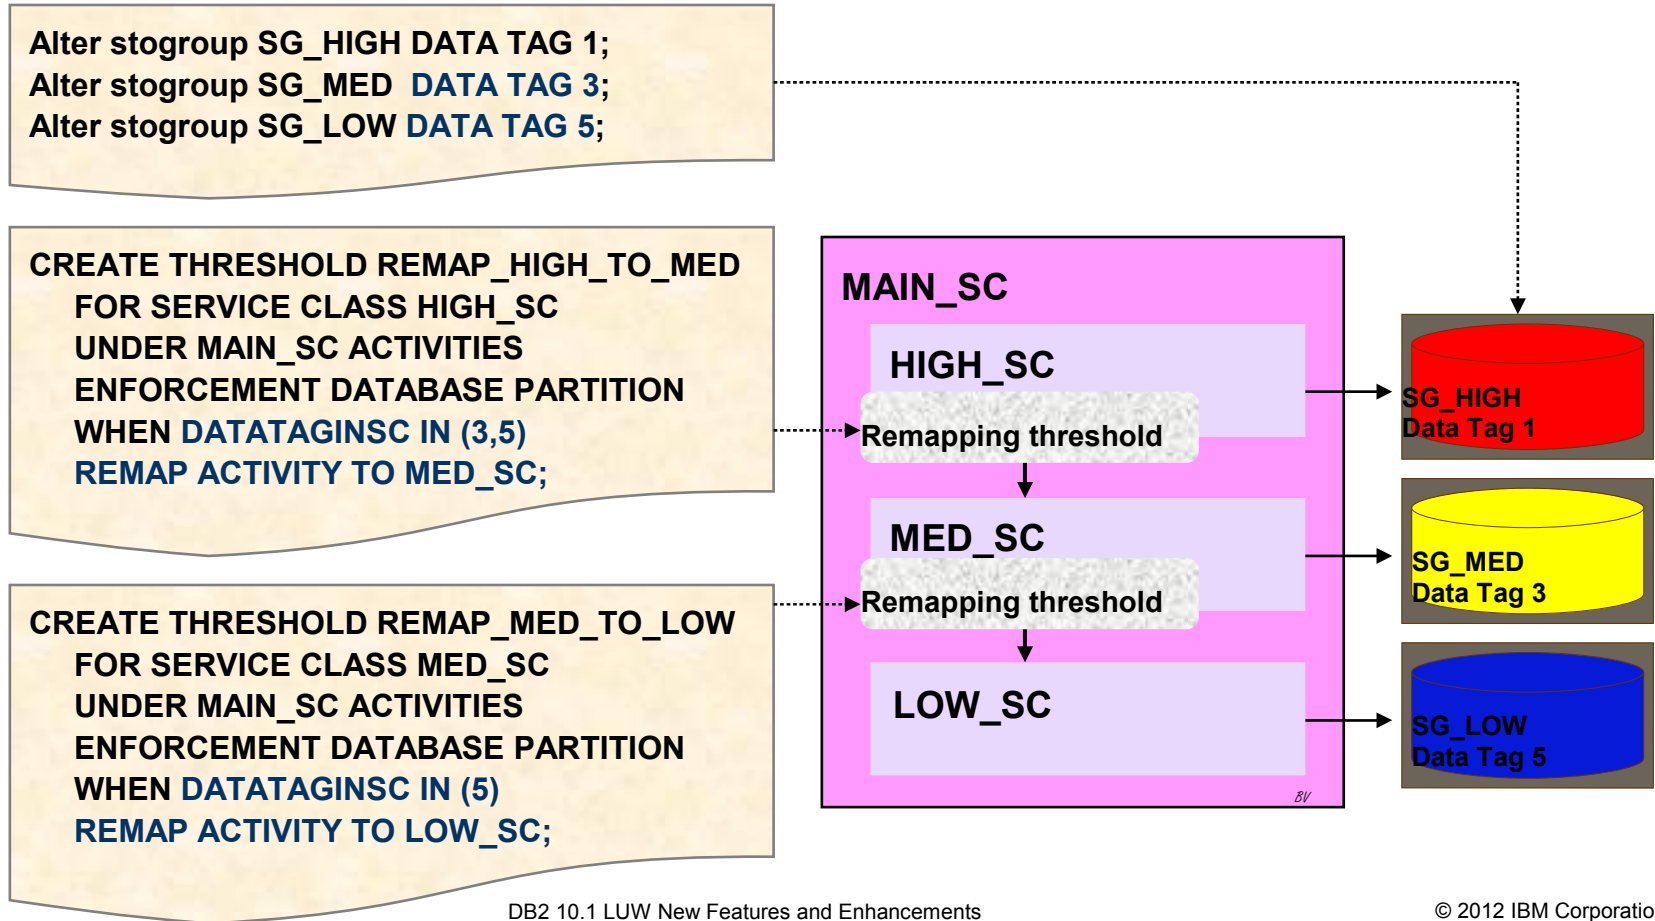 Alter stogroup SG_HIGH DATA TAG 1;
Alter stogroup SG_MED DATA TAG 3;
Alter stogroup SG_LOW DATA TAG 5;
CREATE THRESHOLD REMAP_HIGH_TO_MED
FOR SERVICE CLASS HIGH_SC
UNDER MAIN_SC ACTIVITIES
ENFORCEMENT DATABASE PARTITION
WHEN DATATAGINSC IN (3,5)
REMAP ACTIVITY TO MED_SC;
CREATE THRESHOLD REMAP_MED_TO_LOW
FOR SERVICE CLASS MED_SC
UNDER MAIN_SC ACTIVITIES
ENFORCEMENT DATABASE PARTITION
WHEN DATATAGINSC IN (5)
REMAP ACTIVITY TO LOW_SC;
MAIN_SC
HIGH_SC
Remapping threshold
MED_SC
Remapping threshold
LOW_SC
BV
SG_HIGH
Data Tag 1
SG_MED
Data Tag 3
SG_LOW
Data Tag 5
DB2 10.1 LUW New Features and Enhancements
© 2012 IBM Corporatio